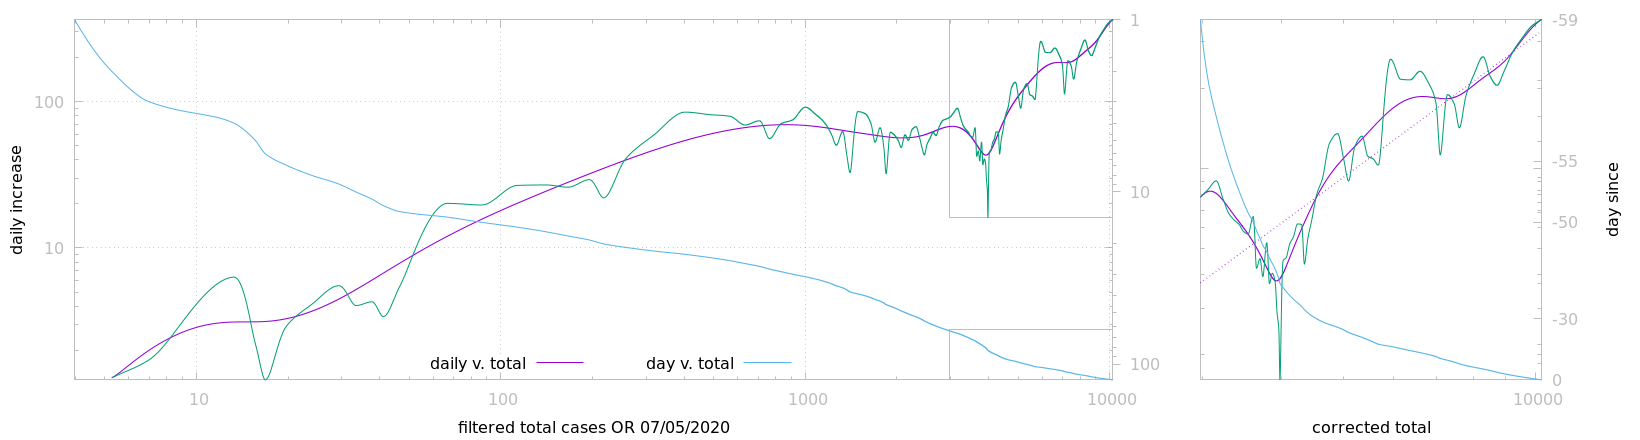 1
-59
100
daily increase
-55
day since
10
-50
10
-30
daily v. total
day v. total
100
0
10
100
1000
10000
10000
filtered total cases OR 07/05/2020
corrected total